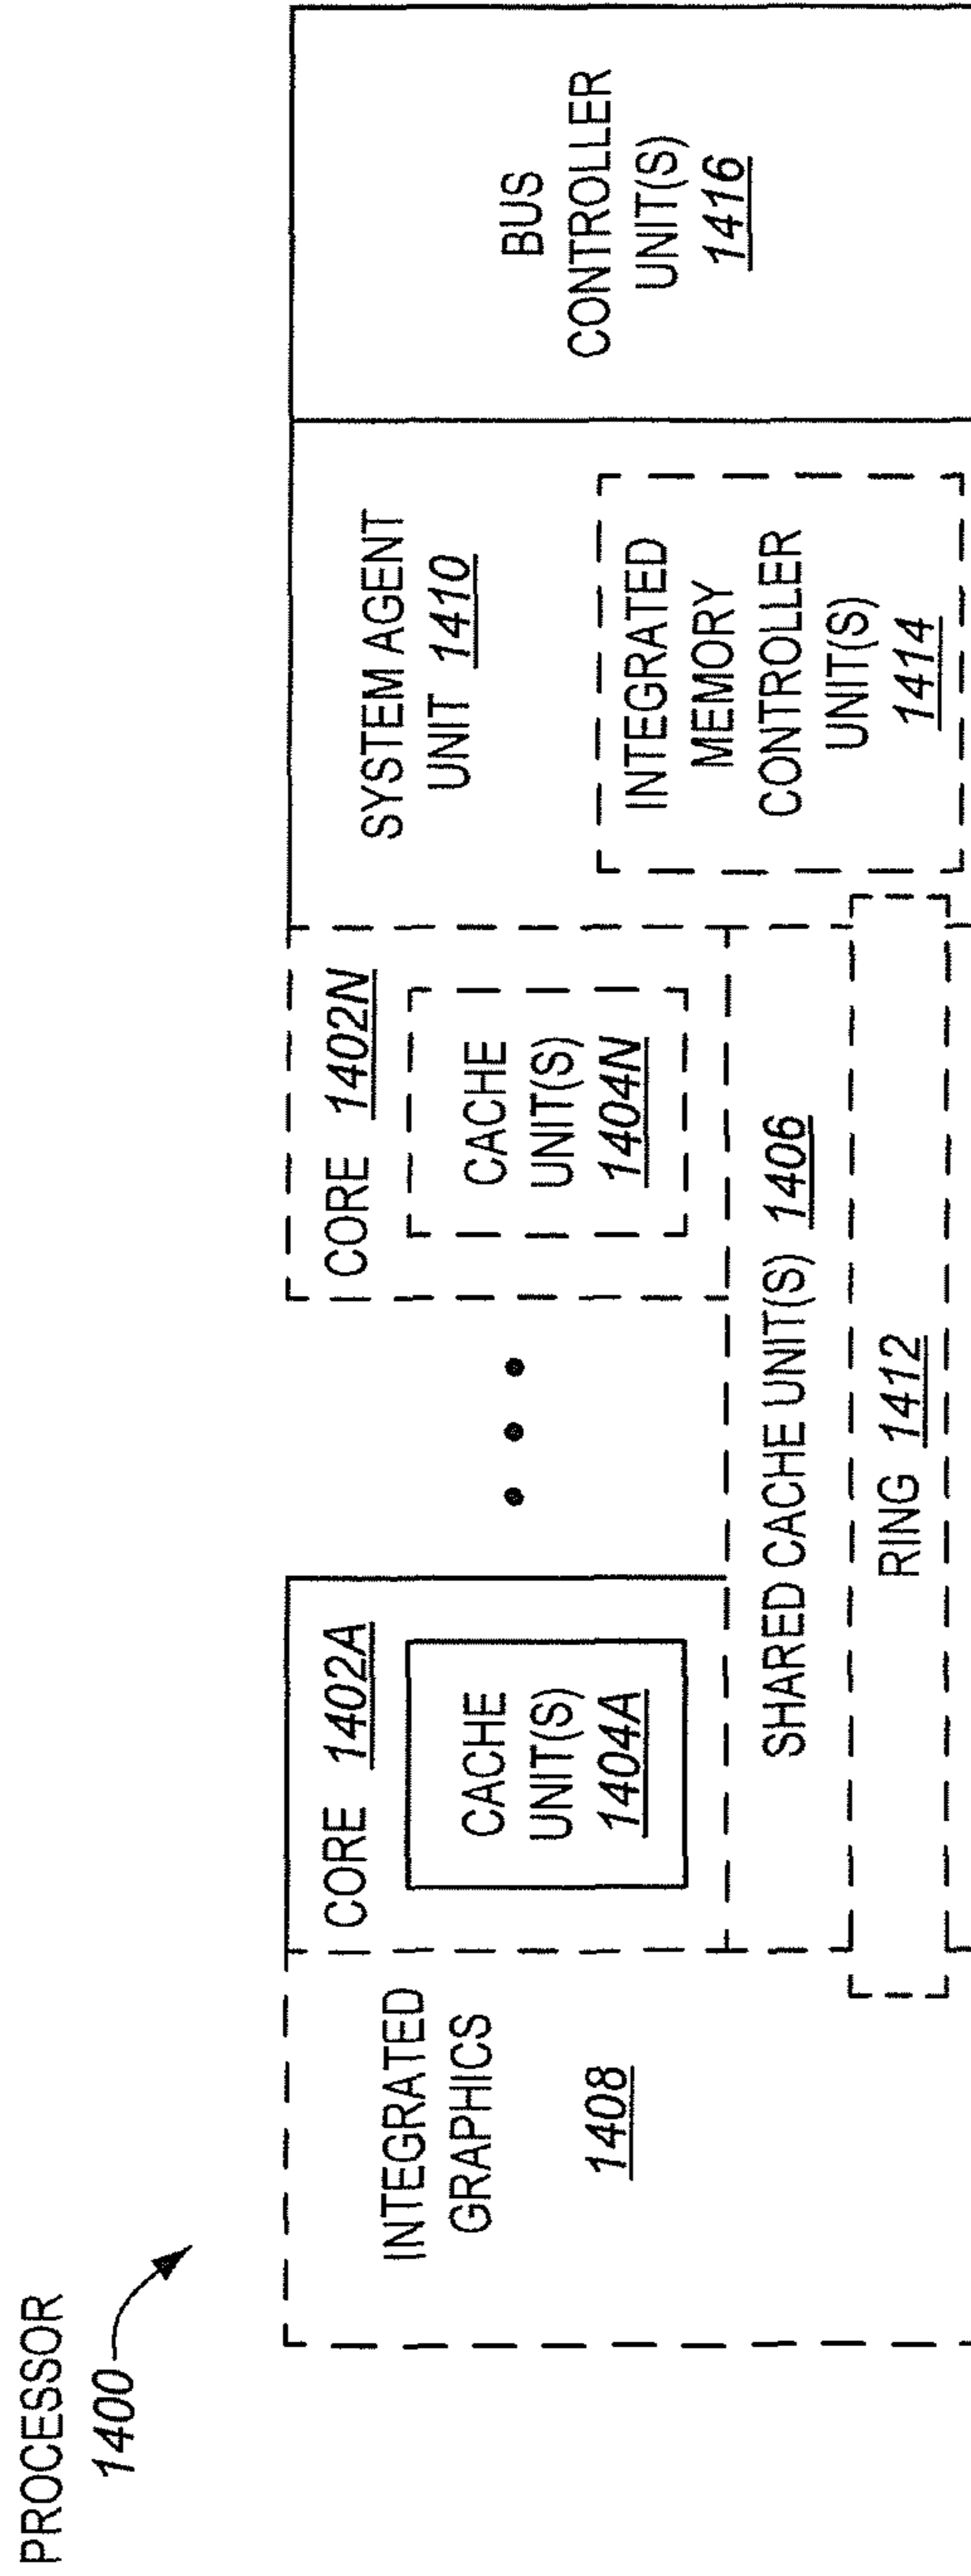 PROCESSOR
1400
INTEGRATED
GRAPHICS
1408
CORE 1402A
CACHE
UNIT(S)
1404A
CORE 1402N
CACHE
UNIT(S)
1404N
SHARED CACHE UNIT(S) 1406
RING 1412
SYSTEM AGENT
UNIT 1410
INTEGRATED
MEMORY
CONTROLLER
UNIT(S)
1414
BUS
CONTROLLER
UNIT(S)
1416